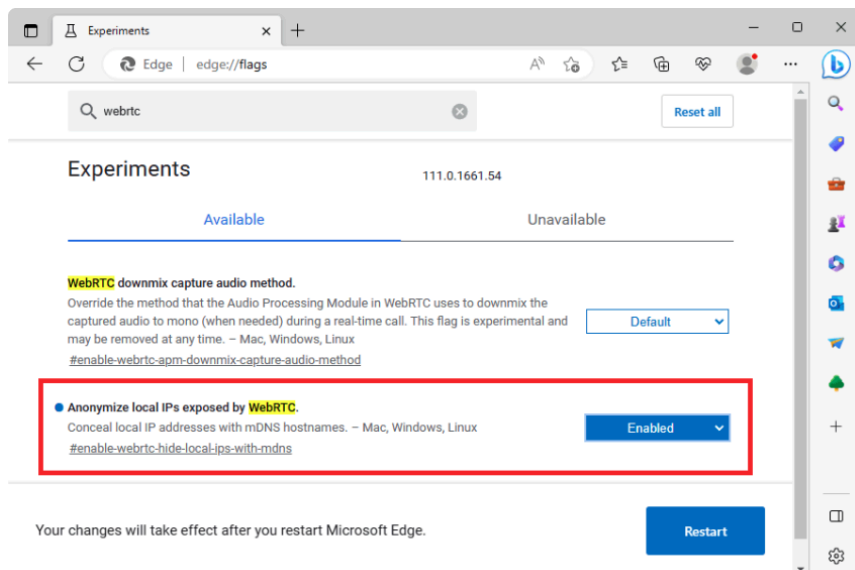 Experiments
Edge
edge://flags
webrtc
Reset all
Experiments
111.0.1661.54
Available
Unavailable
WebRTC downmix capture audio method.
Override the method that the Audio Processing Module in WebRTC uses to downmix the
captured audio to mono (when needed) during a real-time call. This flag is experimental and
may be removed at any time. – Mac, Windows, Linux
#enable-webrtc-apm-downmix-capture-audio-method
Default
Anonymize local IPs exposed by WebRTC.
Conceal local IP addresses with mDNS hostnames. – Mac, Windows, Linux
#enable-webrtc-hide-local-ips-with-mdns
Enabled
Your changes will take effect after you restart Microsoft Edge.
Restart